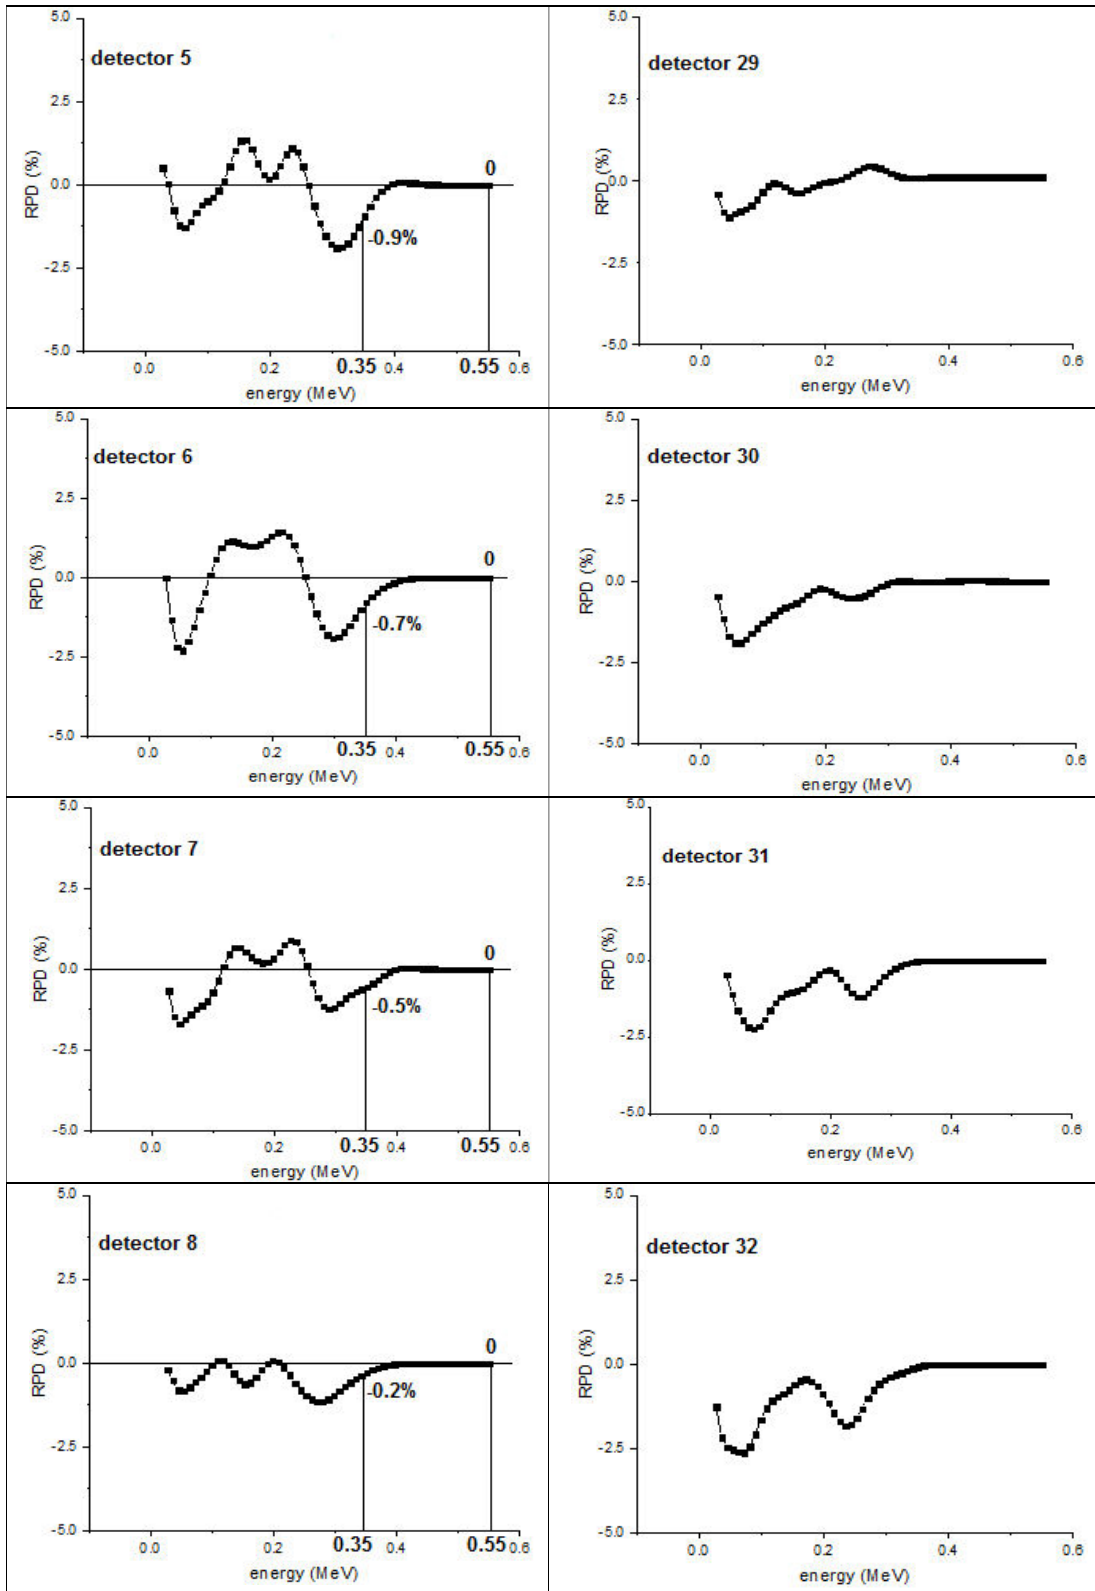 5.0
detector 5
2.5
RPD (%)
0.0
0
-0.9%
-2.5
-5.0
0.0 0.2 0.35 0.4 0.55 0.6
energy (MeV)
5.0
detector 29
2.5
RPD (%)
0.0
-2.5
-5.0
0.0 0.2 0.4 0.6
energy (MeV)
5.0
detector 6
2.5
RPD (%)
0.0
0
-0.7%
-2.5
-5.0
0.0 0.2 0.35 0.4 0.55 0.6
energy (MeV)
5.0
detector 30
2.5
RPD (%)
0.0
-2.5
-5.0
0.0 0.2 0.4 0.6
energy (MeV)
5.0
detector 7
2.5
RPD (%)
0.0
0
-0.5%
-2.5
-5.0
0.0 0.2 0.35 0.4 0.55 0.6
energy (MeV)
5.0
detector 31
2.5
RPD (%)
0.0
-2.5
-5.0
0.0 0.2 0.4 0.6
energy (MeV)
5.0
detector 8
2.5
RPD (%)
0.0
0
-0.2%
-2.5
-5.0
0.0 0.2 0.35 0.4 0.55 0.6
energy (MeV)
5.0
detector 32
2.5
RPD (%)
0.0
-2.5
-5.0
0.0 0.2 0.4 0.6
energy (MeV)